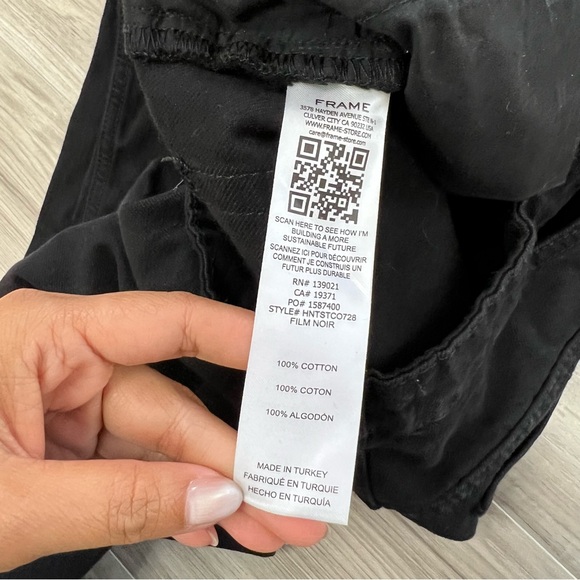 FRAME
3578 HAYDEN AVENUE STE
CULVER CITY CA 90232 USA
WWW.FRAME-STORE.COM
care@frame-store.com
SCAN HERE TO SEE HOW I'M
BUILDING A MORE
SUSTAINABLE FUTURE
SCANNEZ ICI POUR DÉCOUVRIR
COMMENT JE CONSTRUIS UN
FUTUR PLUS DURABLE
RN# 139021
CA# 19371
PO# 1587400
STYLE# HNTSTCO728
FILM NOIR
100% COTTON
100% COTON
100% ALGODÓN
MADE IN TURKEY
FABRIQUÉ EN TURQUIE
HECHO EN TURQUÍA